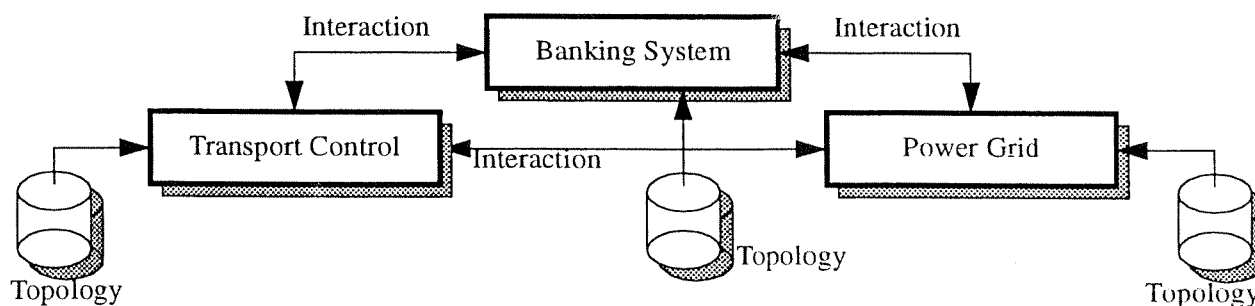 Interaction
Banking System
Interaction
Transport Control
Interaction
Power Grid
Topology
Topology
Topology